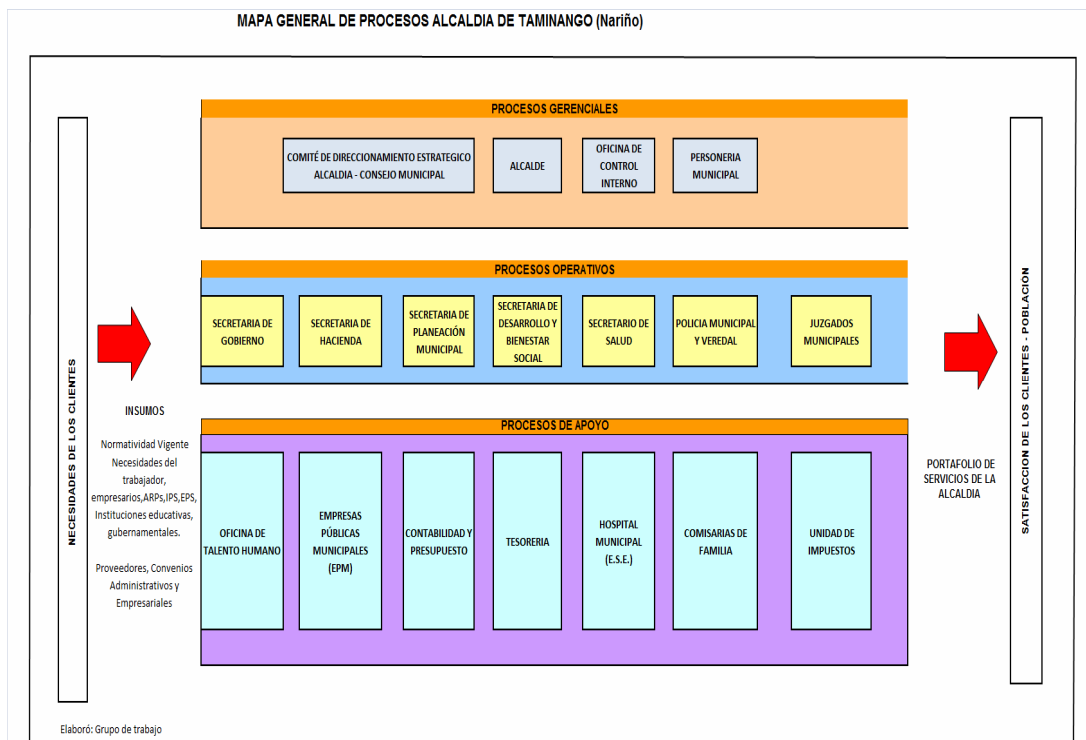 MAPA GENERAL DE PROCESOS ALCALDIA DE TAMINANGO (Nariño)
NECESIDADES DE LOS CLIENTES
INSUMOS
Normatividad Vigente
Necesidades del
trabajador,
empresarios,ARPs,IPS,EPS,
Instituciones educativas,
gubernamentales.
Proveedores, Convenios
Administrativos y
Empresariales
PROCESOS GERENCIALES
COMITÉ DE DIRECCIONAMIENTO ESTRATEGICO
ALCALDIA - CONSEJO MUNICIPAL
ALCALDE
OFICINA DE
CONTROL
INTERNO
PERSONERIA
MUNICIPAL
PROCESOS OPERATIVOS
SECRETARIA DE
GOBIERNO
SECRETARIA DE
HACIENDA
SECRETARIA DE
PLANEACIÓN
MUNICIPAL
SECRETARIA DE
DESARROLLO Y
BIENESTAR
SOCIAL
SECRETARIO DE
SALUD
POLICIA MUNICIPAL
Y VEREDAL
JUZGADOS
MUNICIPALES
PROCESOS DE APOYO
OFICINA DE
TALENTO HUMANO
EMPRESAS
PÚBLICAS
MUNICIPALES
(EPM)
CONTABILIDAD Y
PRESUPUESTO
TESORERIA
HOSPITAL
MUNICIPAL
(E.S.E.)
COMISARIAS DE
FAMILIA
UNIDAD DE
IMPUESTOS
PORTAFOLIO DE
SERVICIOS DE LA
ALCALDIA
SATISFACCION DE LOS CLIENTES - POBLACIÓN
Elaboró: Grupo de trabajo